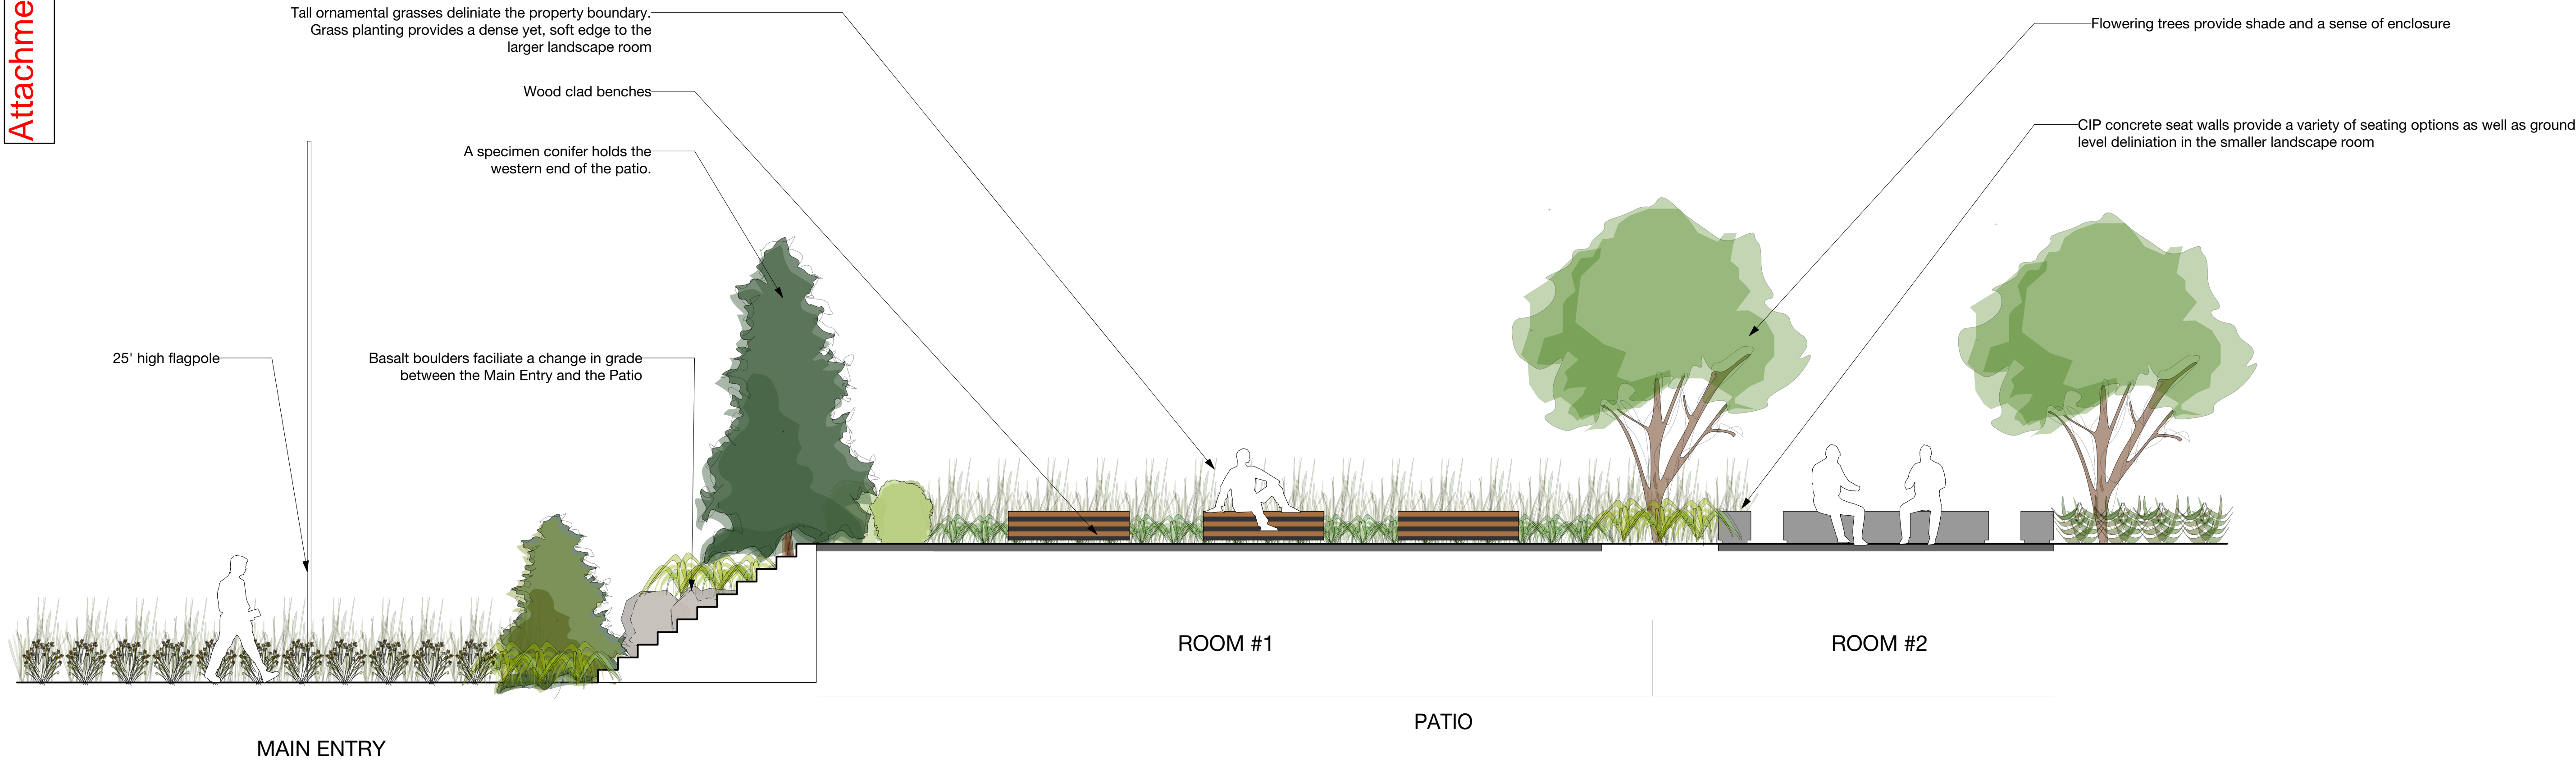 Attachme
Tall ornamental grasses deliniate the property boundary.
Grass planting provides a dense yet, soft edge to the
larger landscape room
Flowering trees provide shade and a sense of enclosure
Wood clad benches
CIP concrete seat walls provide a variety of seating options as well as ground
level deliniation in the smaller landscape room
A specimen conifer holds the
western end of the patio.
25' high flagpole
Basalt boulders faciliate a change in grade
between the Main Entry and the Patio
ROOM #1
ROOM #2
PATIO
MAIN ENTRY